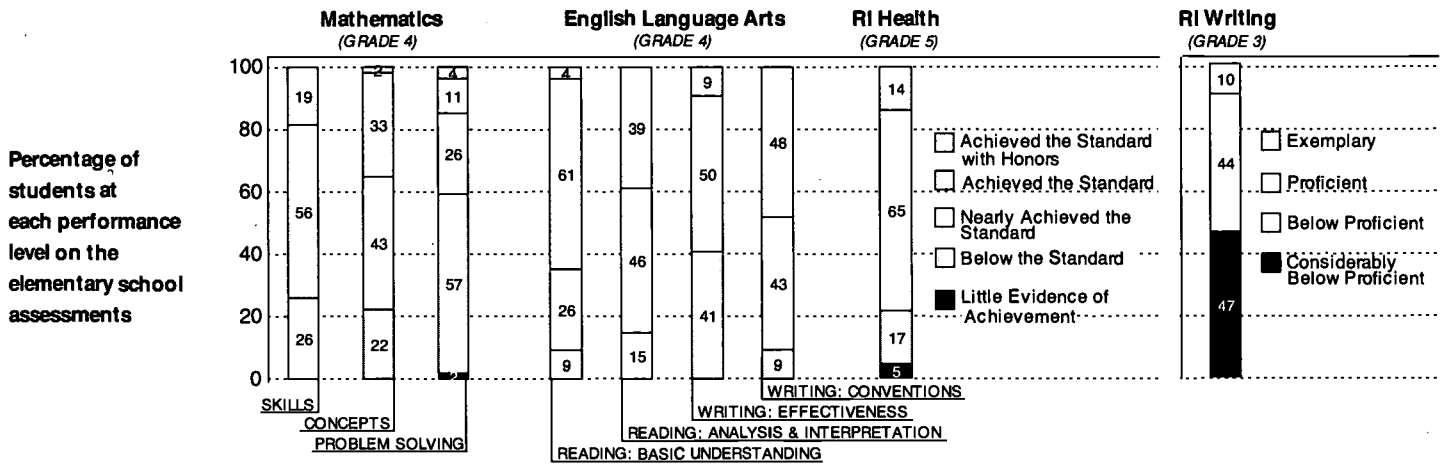 Mathematics
(GRADE 4)
English Language Arts
(GRADE 4)
RI Health
(GRADE 5)
RI Writing
(GRADE 3)
Percentage of
students at
each performance
level on the
elementary school
assessments
100
80
60
40
20
0
19
56
26
SKILLS
2
33
43
22
CONCEPTS
4
11
26
57
2
PROBLEM SOLVING
4
61
26
9
READING: BASIC UNDERSTANDING
39
46
15
READING: ANALYSIS & INTERPRETATION
9
50
41
WRITING: EFFECTIVENESS
48
43
9
WRITING: CONVENTIONS
14
65
17
5
Achieved the Standard
with Honors
Achieved the Standard
Nearly Achieved the
Standard
Below the Standard
Little Evidence of
Achievement
10
44
47
Exemplary
Proficient
Below Proficient
Considerably
Below Proficient